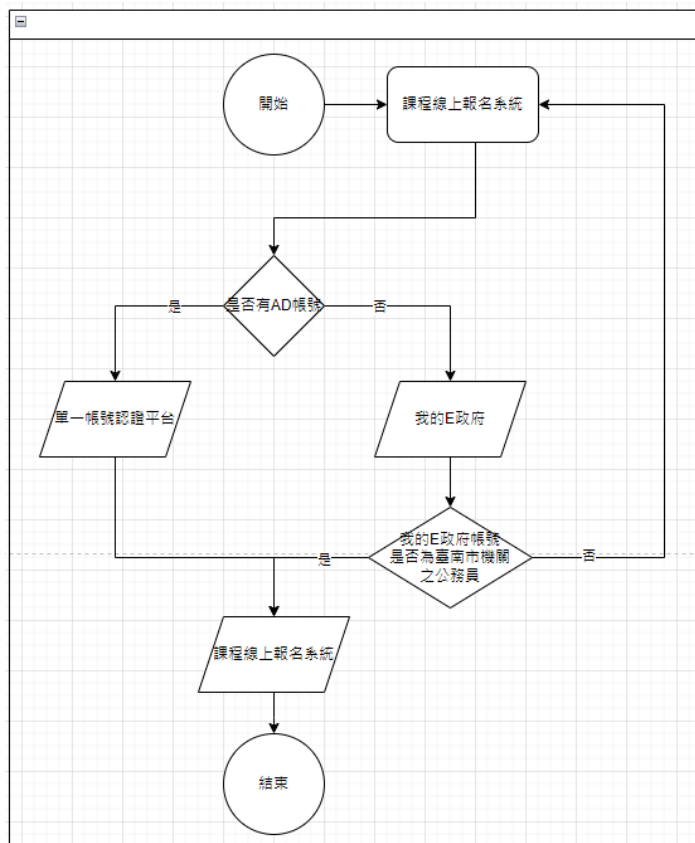 開始
課程線上報名系統
是否有AD帳號
是
否
單一帳號認證平台
我的E政府
我的E政府帳號
是否為臺南市機關
之公務員
是
否
課程線上報名系統
結束